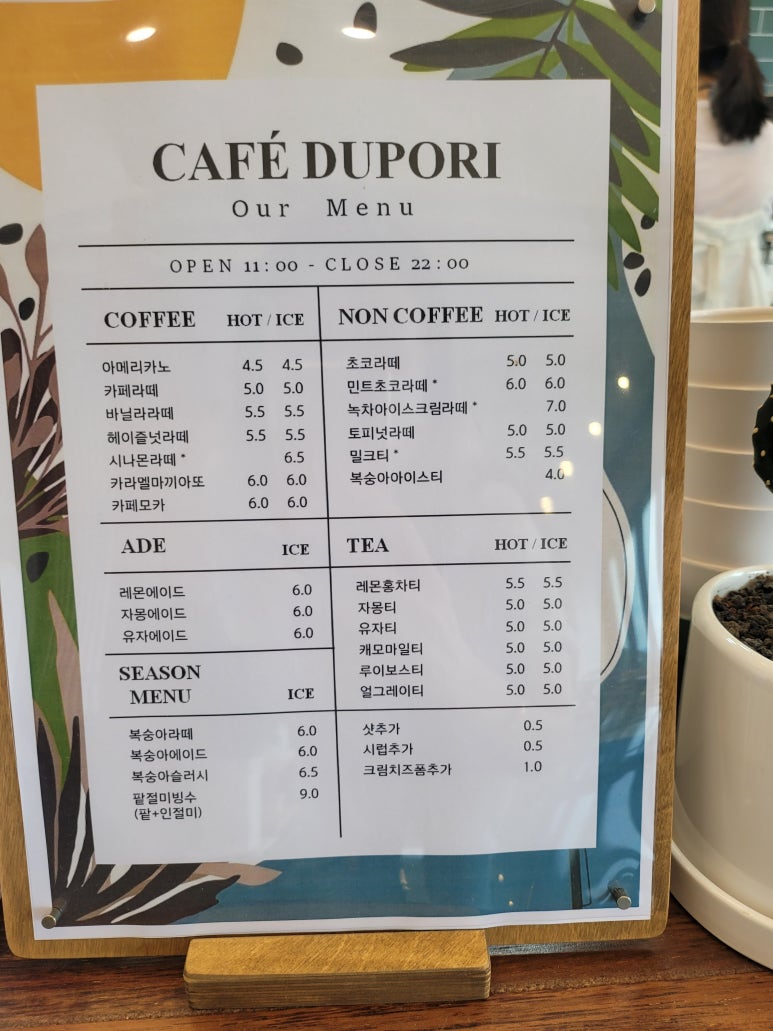 CAFÉ DUPORI
Our Menu
OPEN 11:00 - CLOSE 22:00
COFFEE HOT / ICE
아메리카노 4.5 4.5
카페라떼 5.0 5.0
바닐라라떼 5.5 5.5
헤이즐넛라떼 5.5 5.5
시나몬라떼 * 6.5
카라멜마끼아또 6.0 6.0
카페모카 6.0 6.0
NON COFFEE HOT / ICE
초코라떼 5.0 5.0
민트초코라떼 * 6.0 6.0
녹차아이스크림라떼 * 7.0
토피넛라떼 5.0 5.0
밀크티 * 5.5 5.5
복숭아아이스티 4.0
ADE ICE
레몬에이드 6.0
자몽에이드 6.0
유자에이드 6.0
TEA HOT / ICE
레몬홍차티 5.5 5.5
자몽티 5.0 5.0
유자티 5.0 5.0
캐모마일티 5.0 5.0
루이보스티 5.0 5.0
얼그레이티 5.0 5.0
SEASON
MENU ICE
복숭아라떼 6.0
복숭아에이드 6.0
복숭아슬러시 6.5
팥절미빙수 9.0
(팥+인절미)
샷추가 0.5
시럽추가 0.5
크림치즈폼추가 1.0